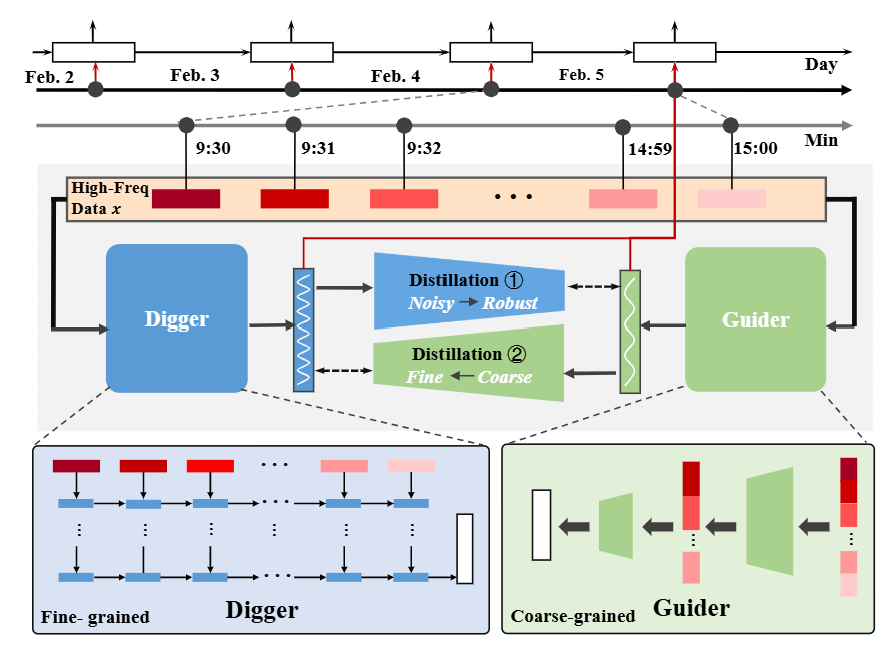 Day
Feb. 2
Feb. 3
Feb. 4
Feb. 5
Min
9:30
9:31
9:32
14:59
15:00
High-Freq
Data x
...
Digger
Distillation ①
Noisy → Robust
Distillation ②
Fine ← Coarse
Guider
...
...
Fine- grained
Digger
Coarse-grained
Guider